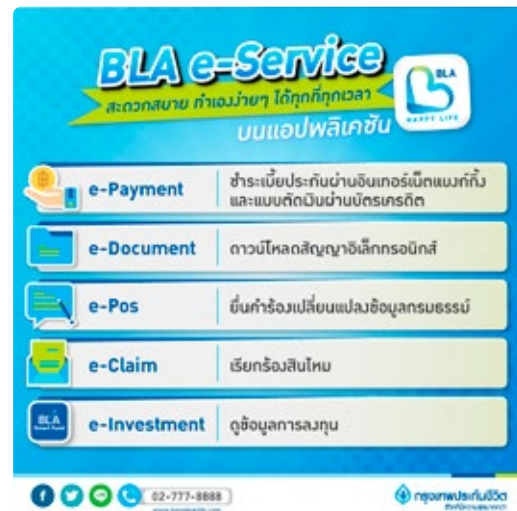 BLA e-Service
สะดวกสบาย ทำเองง่ายๆ ได้ทุกที่ทุกเวลา
บนแอปพลิเคชัน
BLA
HAPPY LIFE
e-Payment
ชำระเบี้ยประกันผ่านอินเทอร์เน็ตแบงก์กิ้ง
และแบบตัดเงินผ่านบัตรเครดิต
e-Document
ดาวน์โหลดสัญญาอิเล็กทรอนิกส์
e-Pos
ยื่นคำร้องเปลี่ยนแปลงข้อมูลกรมธรรม์
e-Claim
เรียกร้องสินไหม
BLA
Smart Fund
e-Investment
ดูข้อมูลการลงทุน
02-777-8888
กรุงเทพประกันชีวิต